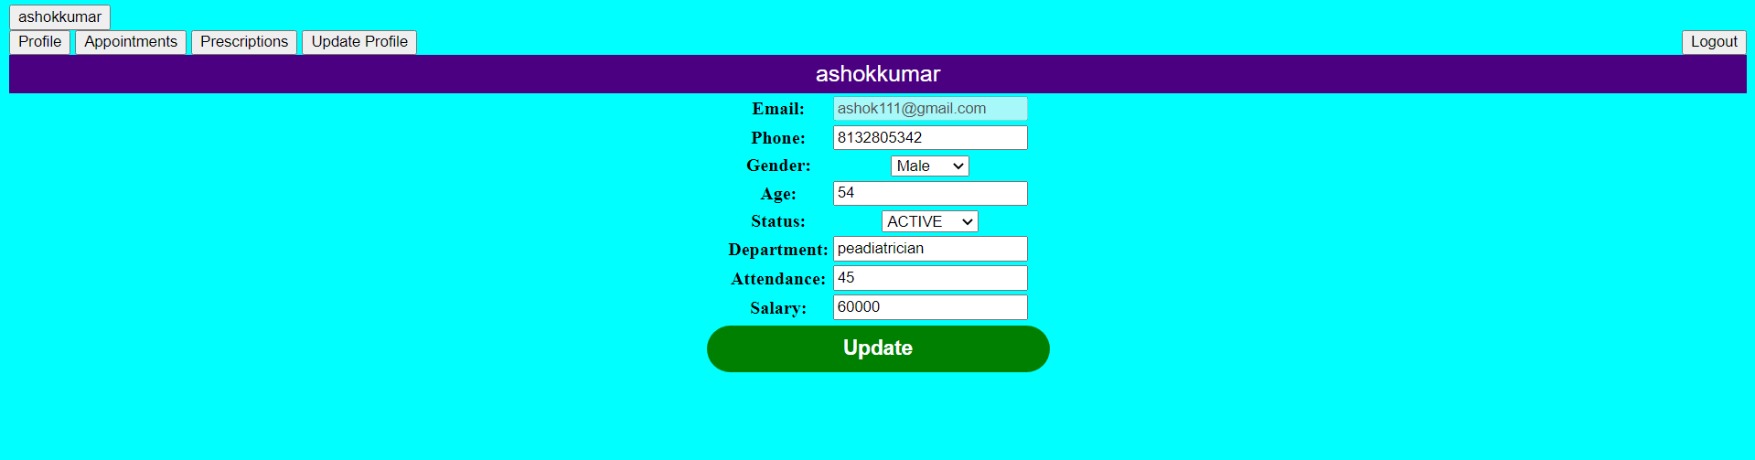 ashokkumar
Profile Appointments Prescriptions Update Profile Logout
ashokkumar
Email: ashok111@gmail.com
Phone: 8132805342
Gender: Male
Age: 54
Status: ACTIVE
Department: peadiatrician
Attendance: 45
Salary: 60000
Update